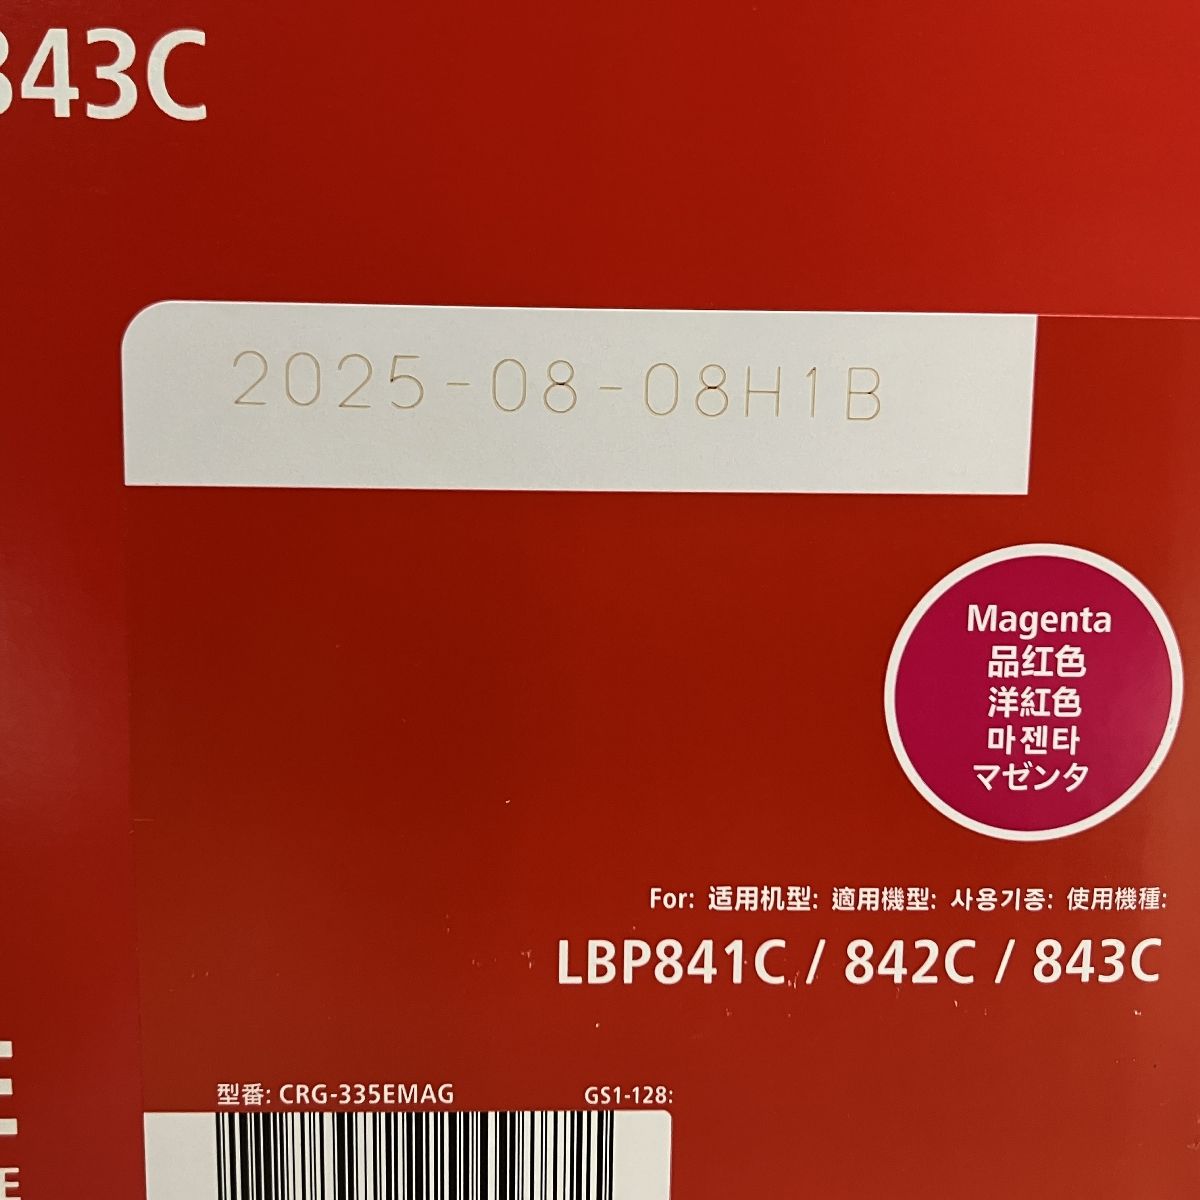 843C
2025-08-08H1B
Magenta
品红色
洋紅色
마젠타
マゼンタ
For: 适用机型: 適用機型: 사용기종: 使用機種:
LBP841C / 842C / 843C
型番: CRG-335EMAG
GS1-128:
E